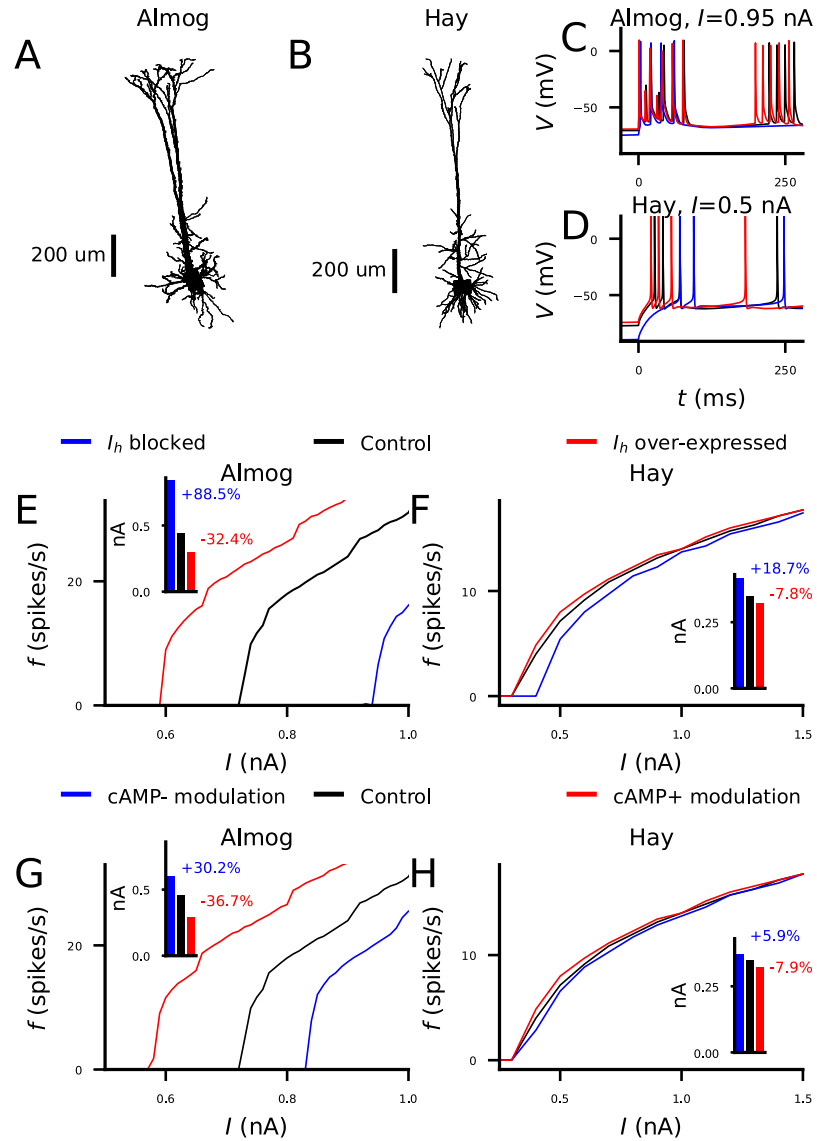 Almog
Hay
A
B
200 um
200 um
C
Almog, I=0.95 nA
V (mV)
0
−50
0
250
D
Hay, I=0.5 nA
V (mV)
0
−50
0
250
t (ms)
I_h blocked
Control
I_h over-expressed
E
Almog
f (spikes/s)
20
0
0.6
0.8
1.0
I (nA)
nA
0.5
0.0
+88.5%
-32.4%
F
Hay
f (spikes/s)
10
0
0.5
1.0
1.5
I (nA)
nA
0.25
0.00
+18.7%
-7.8%
cAMP- modulation
Control
cAMP+ modulation
G
Almog
f (spikes/s)
20
0
0.6
0.8
1.0
I (nA)
nA
0.5
0.0
+30.2%
-36.7%
H
Hay
f (spikes/s)
10
0
0.5
1.0
1.5
I (nA)
nA
0.25
0.00
+5.9%
-7.9%